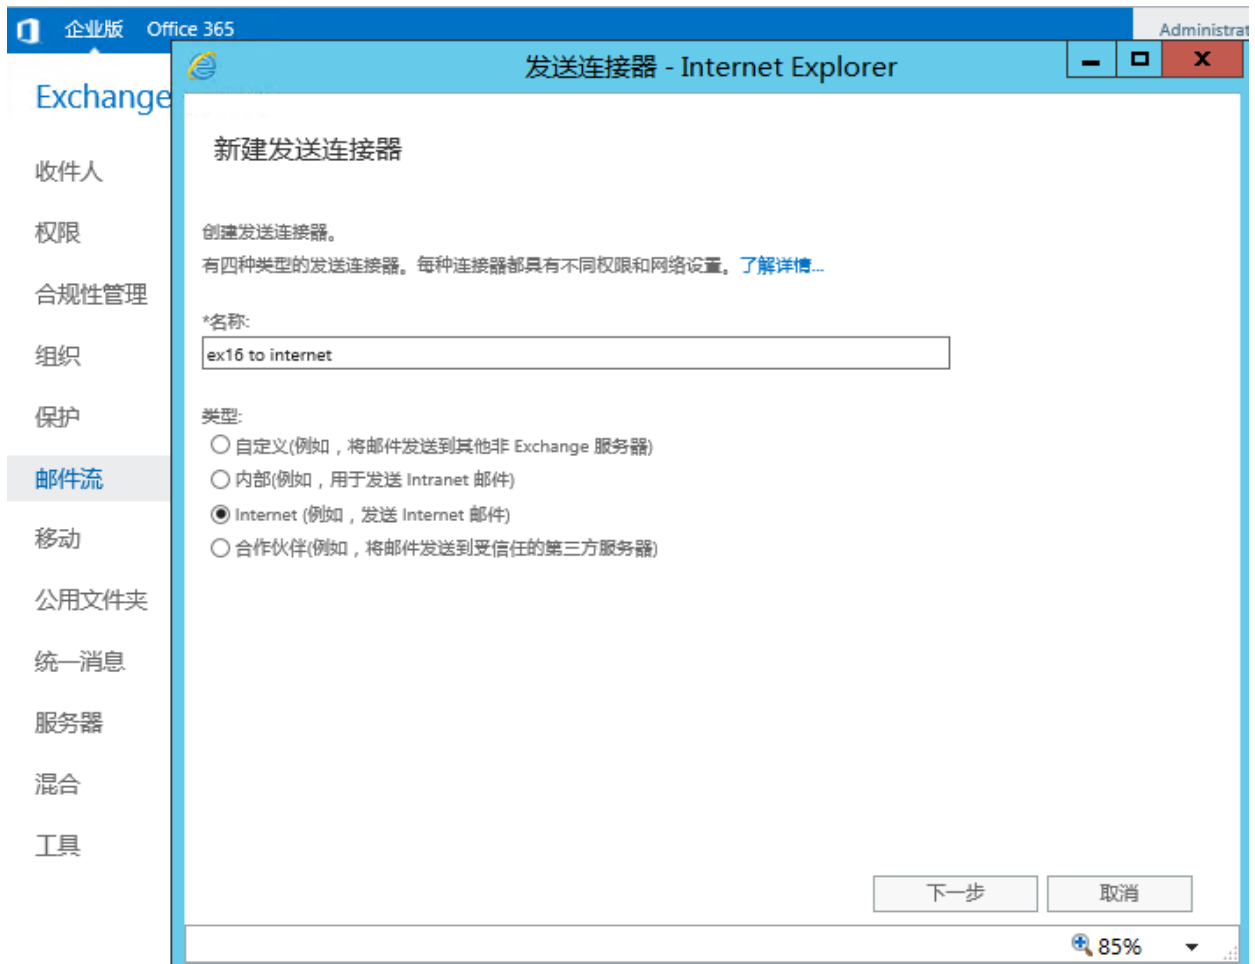 企业版 Office 365
Administrat
发送连接器 - Internet Explorer
Exchange
新建发送连接器
收件人
权限
合规性管理
组织
保护
邮件流
移动
公用文件夹
统一消息
服务器
混合
工具
创建发送连接器。
有四种类型的发送连接器。每种连接器都具有不同权限和网络设置。了解详情...
*名称:
ex16 to internet
类型:
自定义(例如，将邮件发送到其他非 Exchange 服务器)
内部(例如，用于发送 Intranet 邮件)
Internet (例如，发送 Internet 邮件)
合作伙伴(例如，将邮件发送到受信任的第三方服务器)
下一步
取消
85%